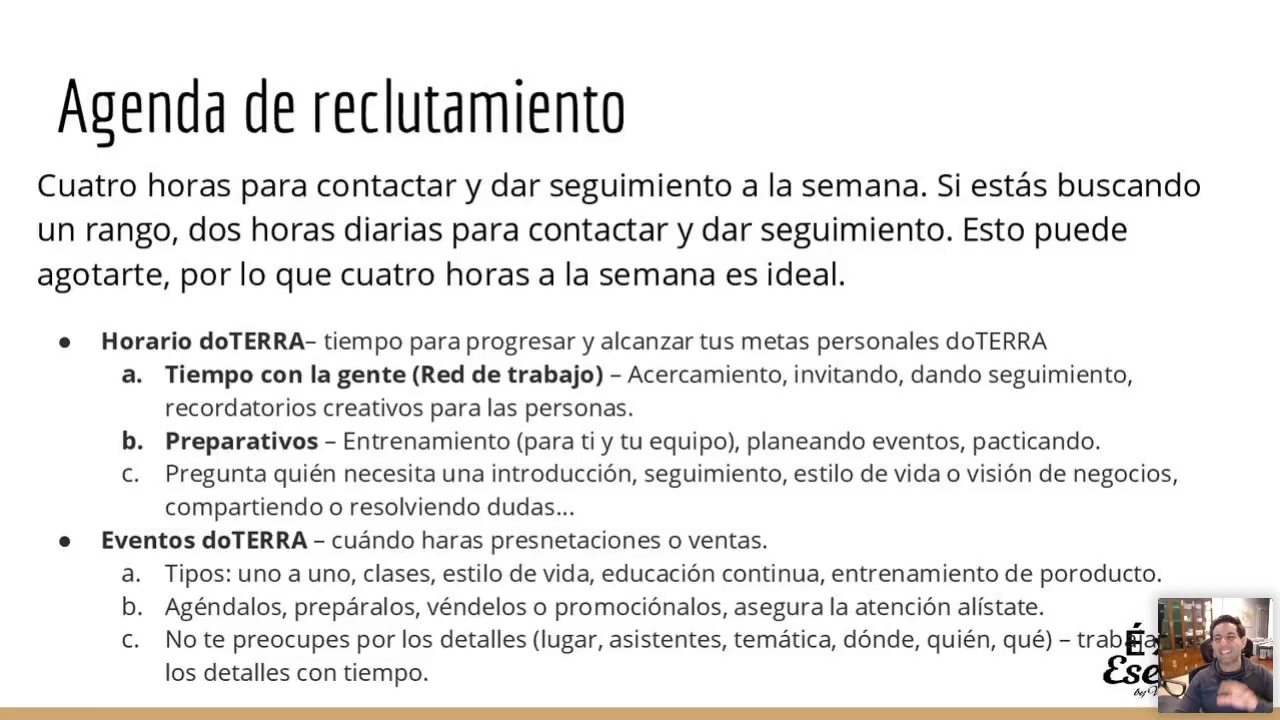 Agenda de reclutamiento
Cuatro horas para contactar y dar seguimiento a la semana. Si estás buscando
un rango, dos horas diarias para contactar y dar seguimiento. Esto puede
agotarte, por lo que cuatro horas a la semana es ideal.
● Horario doTERRA– tiempo para progresar y alcanzar tus metas personales doTERRA
a. Tiempo con la gente (Red de trabajo) – Acercamiento, invitando, dando seguimiento,
recordatorios creativos para las personas.
b. Preparativos – Entrenamiento (para ti y tu equipo), planeando eventos, pacticando.
c. Pregunta quién necesita una introducción, seguimiento, estilo de vida o visión de negocios,
compartiendo o resolviendo dudas...
● Eventos doTERRA – cuándo haras presnetaciones o ventas.
a. Tipos: uno a uno, clases, estilo de vida, educación continua, entrenamiento de poroducto.
b. Agéndalos, prepáralos, véndelos o promociónalos, asegura la atención alístate.
c. No te preocupes por los detalles (lugar, asistentes, temática, dónde, quién, qué) –
los detalles con tiempo.
by